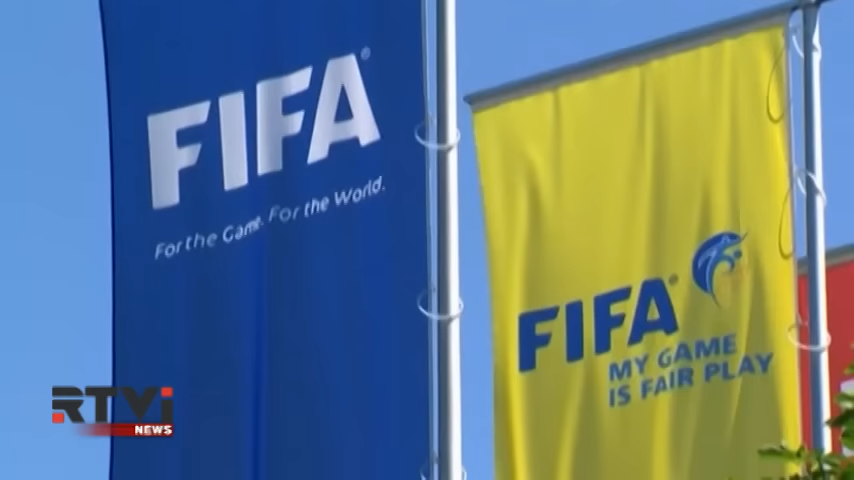 FIFA®
For the Game. For the World.
FIFA®
MY GAME
IS FAIR PLAY
RTVi
NEWS